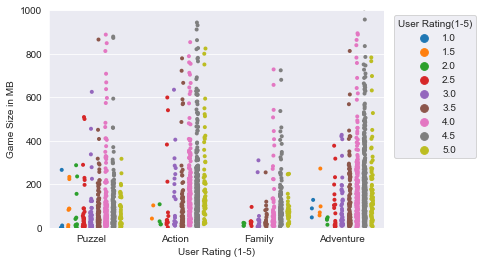 1000
800
600
400
200
0
Game Size in MB
Puzzel
Action
Family
Adventure
User Rating (1-5)
User Rating(1-5)
1.0
1.5
2.0
2.5
3.0
3.5
4.0
4.5
5.0